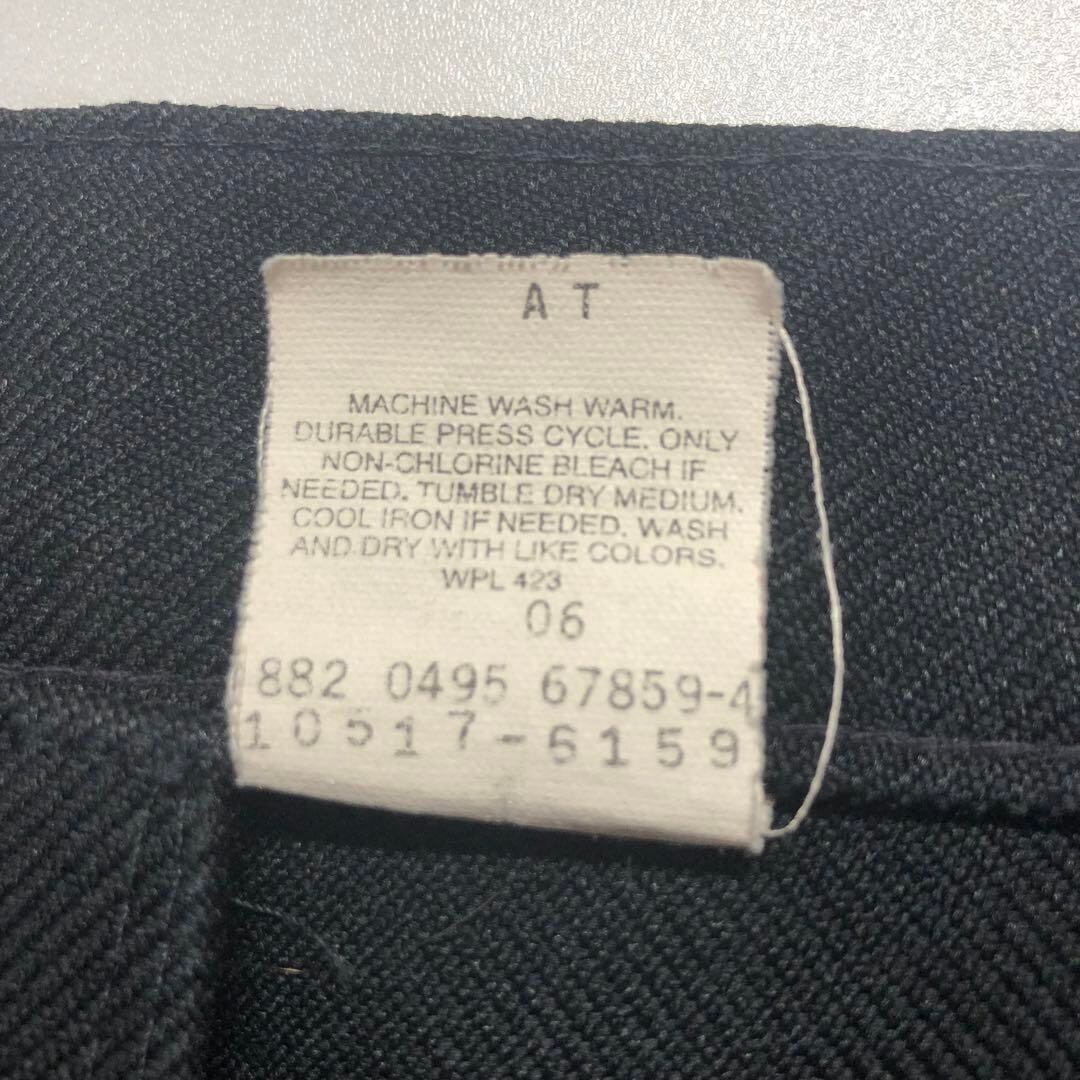 A T
MACHINE WASH WARM.
DURABLE PRESS CYCLE. ONLY
NON-CHLORINE BLEACH IF
NEEDED. TUMBLE DRY MEDIUM.
COOL IRON IF NEEDED. WASH
AND DRY WITH LIKE COLORS.
WPL 423
06
882 0495 67859-4
10517-6159